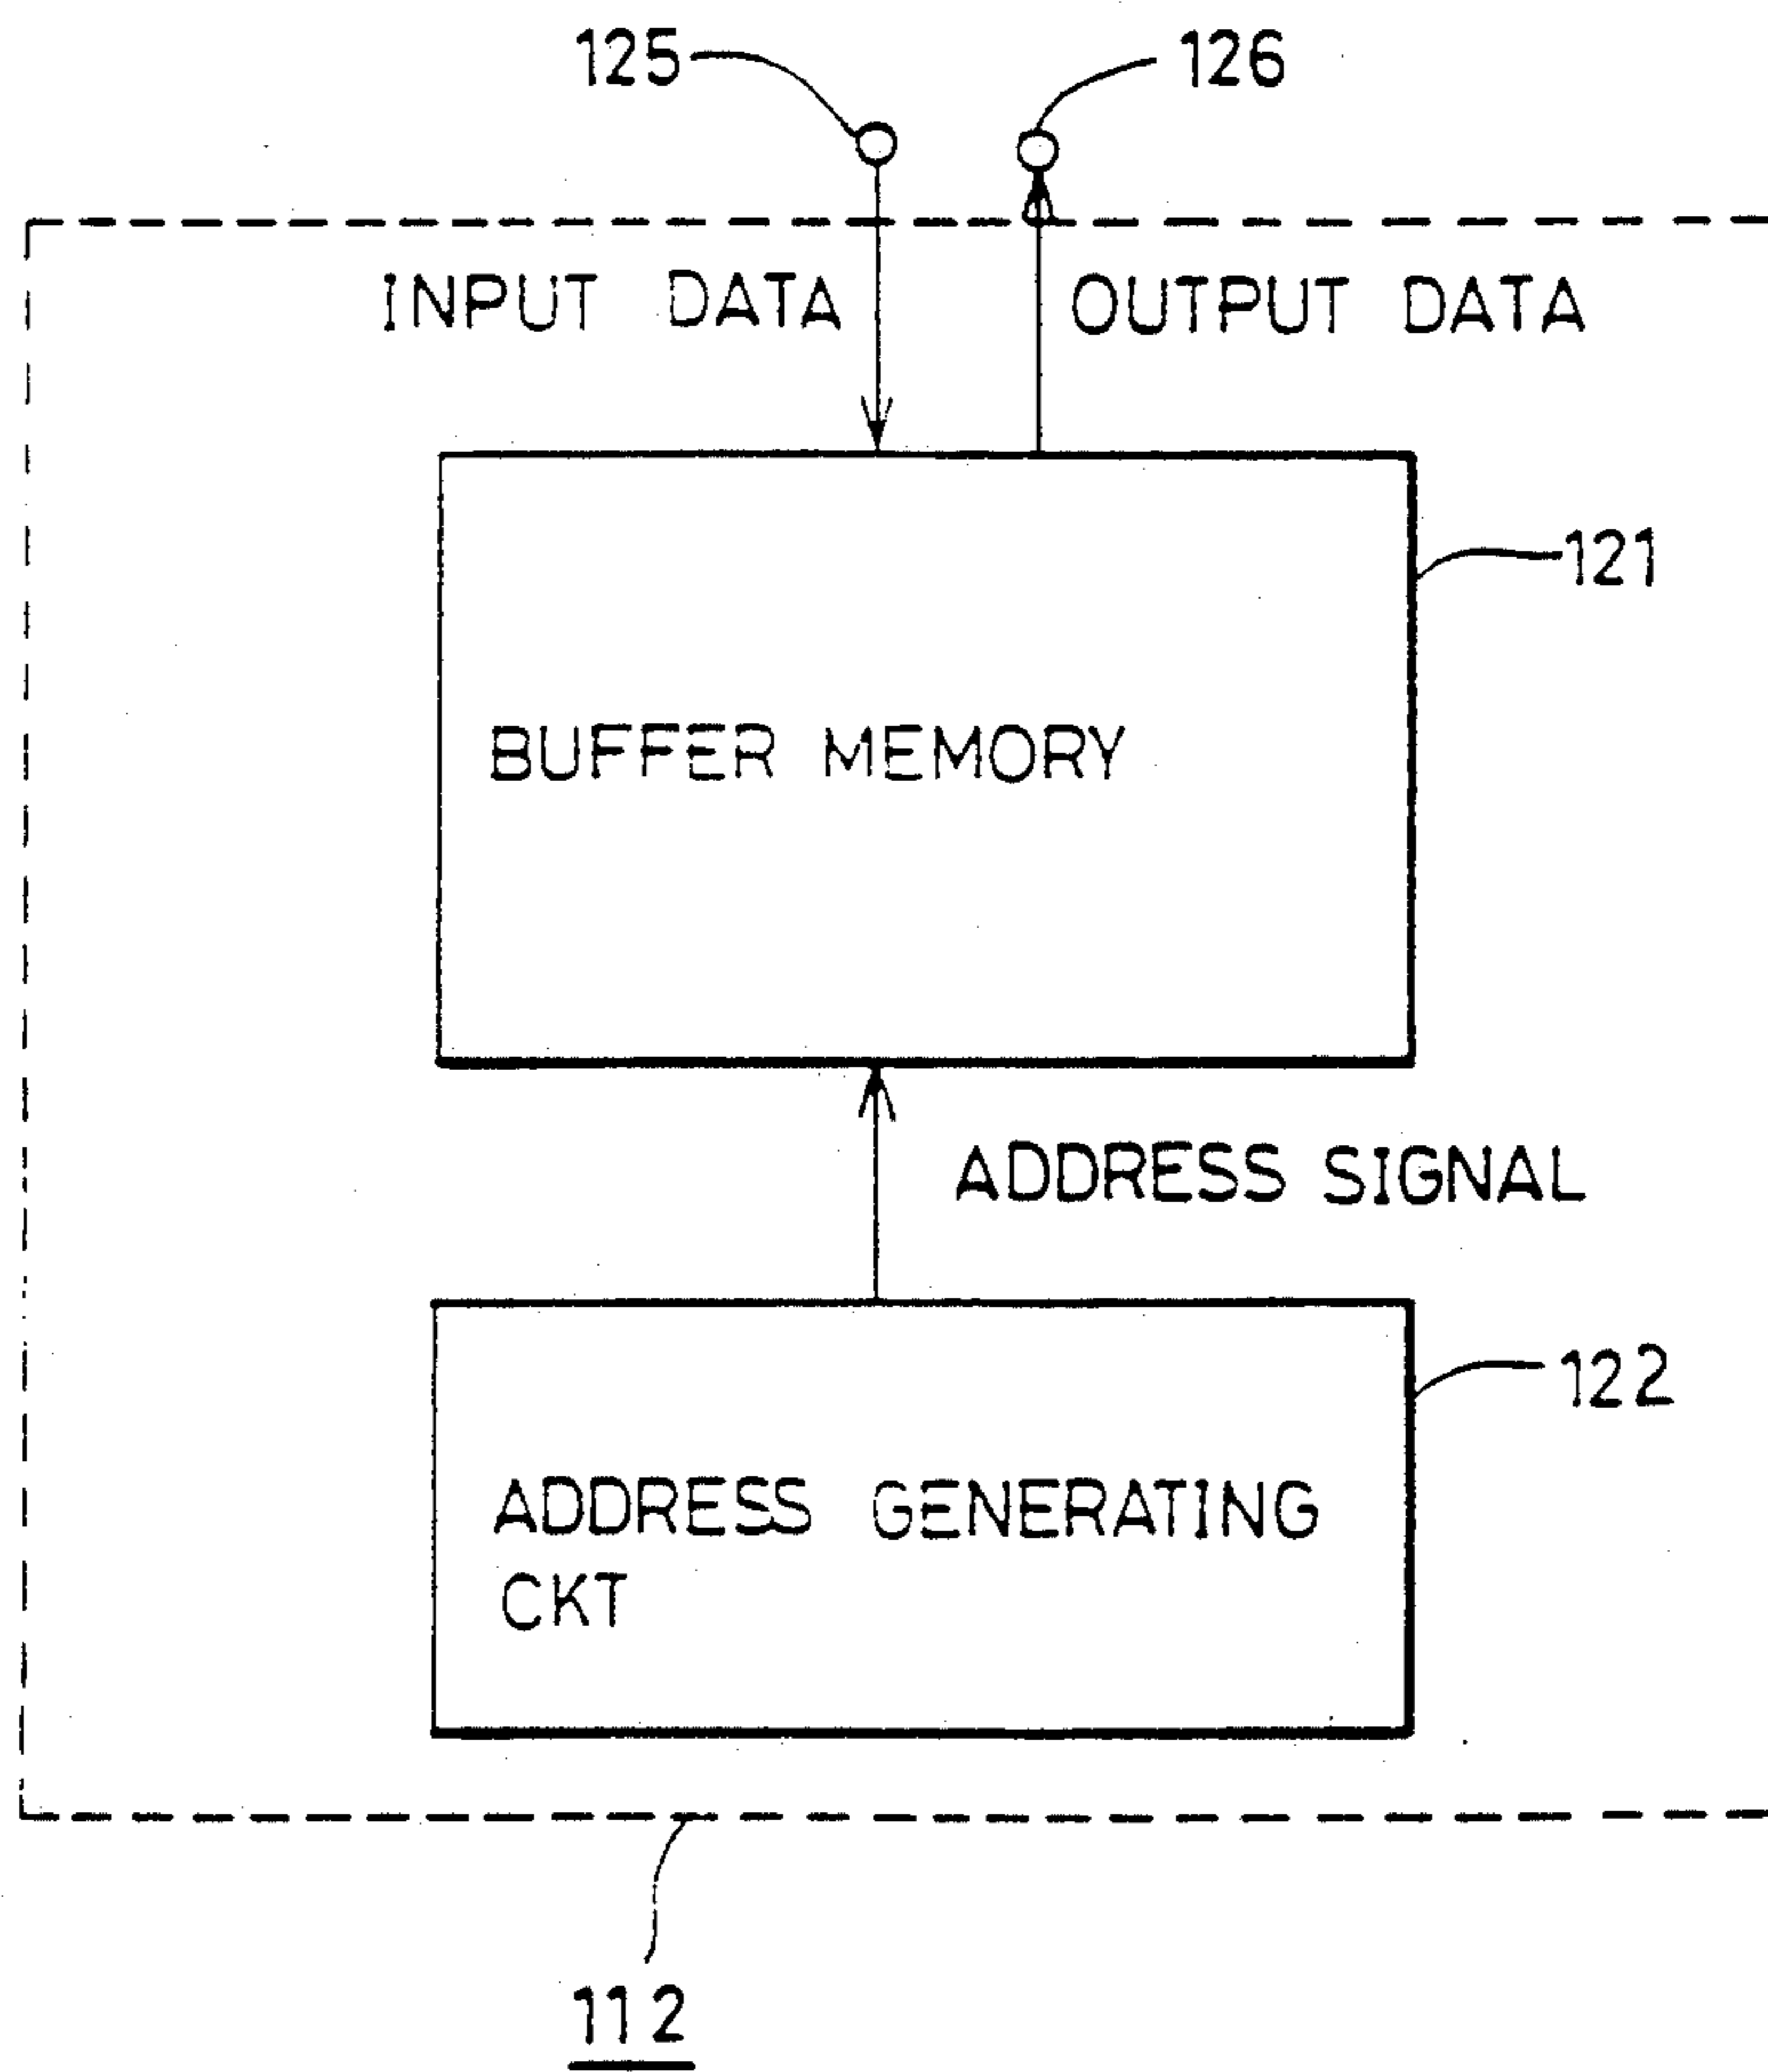 125
126
INPUT DATA
OUTPUT DATA
121
BUFFER MEMORY
ADDRESS SIGNAL
122
ADDRESS GENERATING
CKT
112